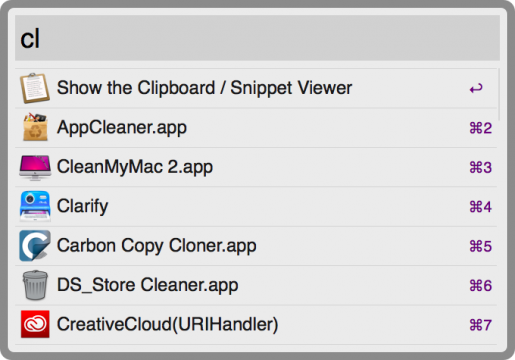 cl
Show the Clipboard / Snippet Viewer ↩
AppCleaner.app ⌘2
CleanMyMac 2.app ⌘3
Clarify ⌘4
Carbon Copy Cloner.app ⌘5
DS_Store Cleaner.app ⌘6
CreativeCloud(URIHandler) ⌘7